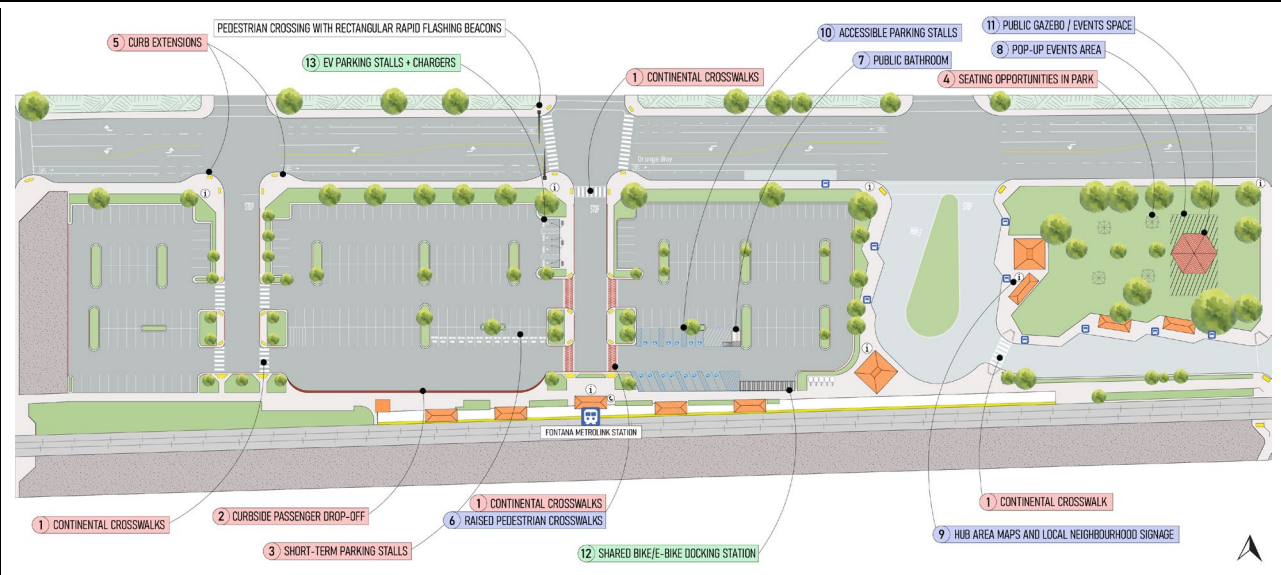 PEDESTRIAN CROSSING WITH RECTANGULAR RAPID FLASHING BEACONS
5 CURB EXTENSIONS
13 EV PARKING STALLS + CHARGERS
1 CONTINENTAL CROSSWALKS
10 ACCESSIBLE PARKING STALLS
7 PUBLIC BATHROOM
11 PUBLIC GAZEBO / EVENTS SPACE
8 POP-UP EVENTS AREA
4 SEATING OPPORTUNITIES IN PARK
Orange Way
STOP
STOP
STOP
FONTANA METROLINK STATION
1 CONTINENTAL CROSSWALKS
2 CURBSIDE PASSENGER DROP-OFF
3 SHORT-TERM PARKING STALLS
1 CONTINENTAL CROSSWALKS
6 RAISED PEDESTRIAN CROSSWALKS
12 SHARED BIKE/E-BIKE DOCKING STATION
1 CONTINENTAL CROSSWALK
9 HUB AREA MAPS AND LOCAL NEIGHBOURHOOD SIGNAGE